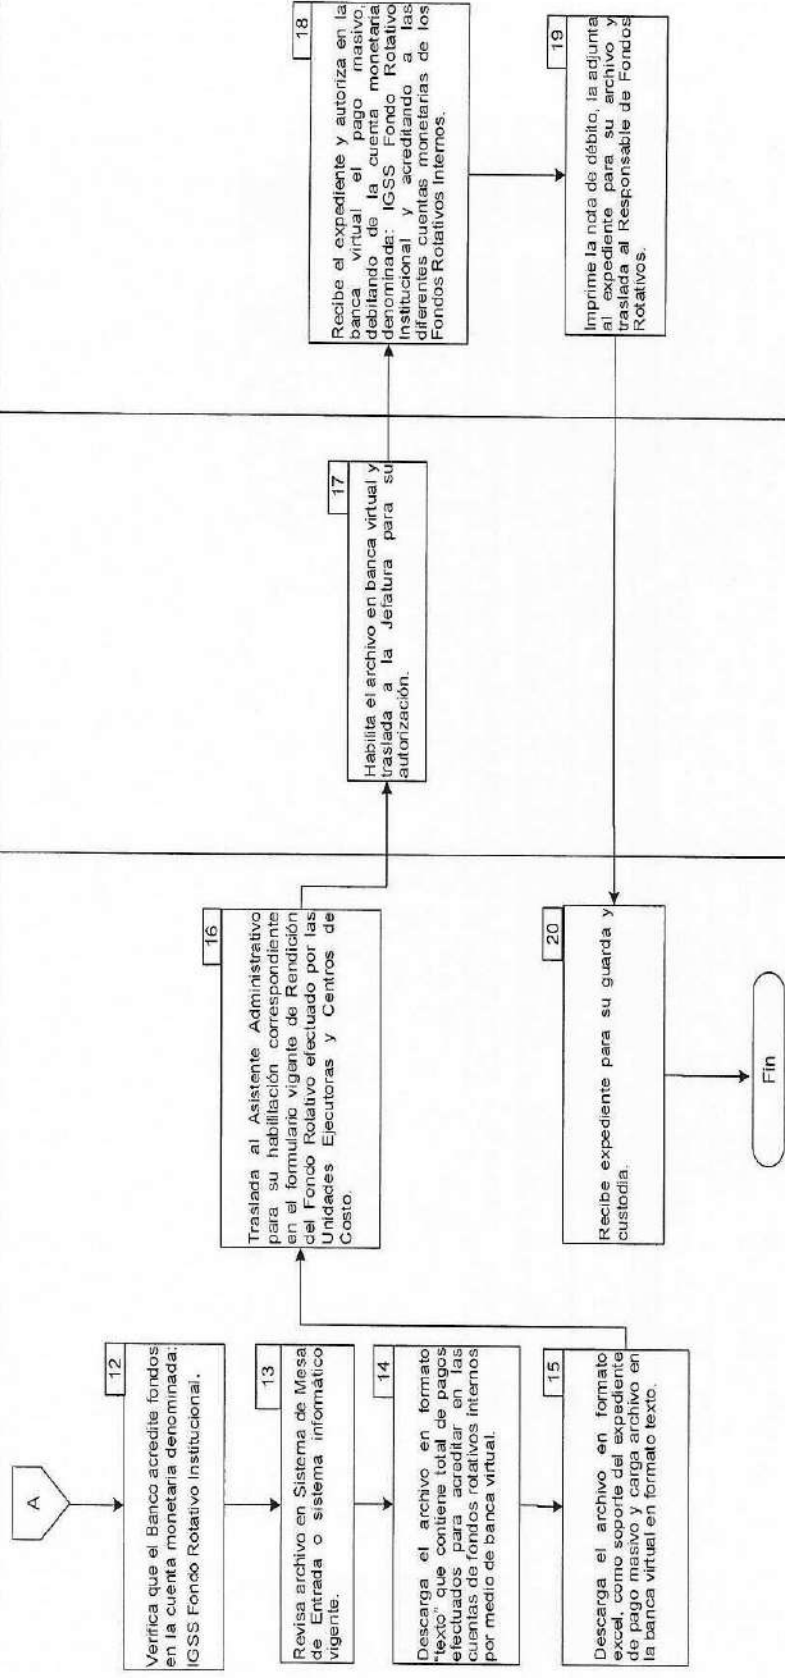 A
12
Verifica que el Banco acredite fondos
en la cuenta monetaria denominada:
IGSS Fondo Rotativo Institucional.
13
Revisa archivo en Sistema de Mesa
de Entrada o sistema informático
vigente.
14
Descarga el archivo en formato
"texto" que contiene total de pagos
efectuados para acreditar en las
cuentas de fondos rotativos internos
por medio de banca virtual.
15
Descarga el archivo en formato
excel, como soporte del expediente
de pago masivo y carga archivo en
la banca virtual en formato texto.
16
Traslada al Asistente Administrativo
para su habilitación correspondiente
en el formulario vigente de Rendición
del Fondo Rotativo efectuado por las
Unidades Ejecutoras y Centros de
Costo.
17
Habilita el archivo en banca virtual y
traslada a la Jefatura para su
autorización.
18
Recibe el expediente y autoriza en la
banca virtual el pago masivo,
debitando de la cuenta monetaria
denominada: IGSS Fondo Rotativo
Institucional y acreditando a las
diferentes cuentas monetarias de los
Fondos Rotativos Internos.
19
Imprime la nota de débito, la adjunta
al expediente para su archivo y
traslada al Responsable de Fondos
Rotativos.
20
Recibe expediente para su guarda y
custodia.
Fin